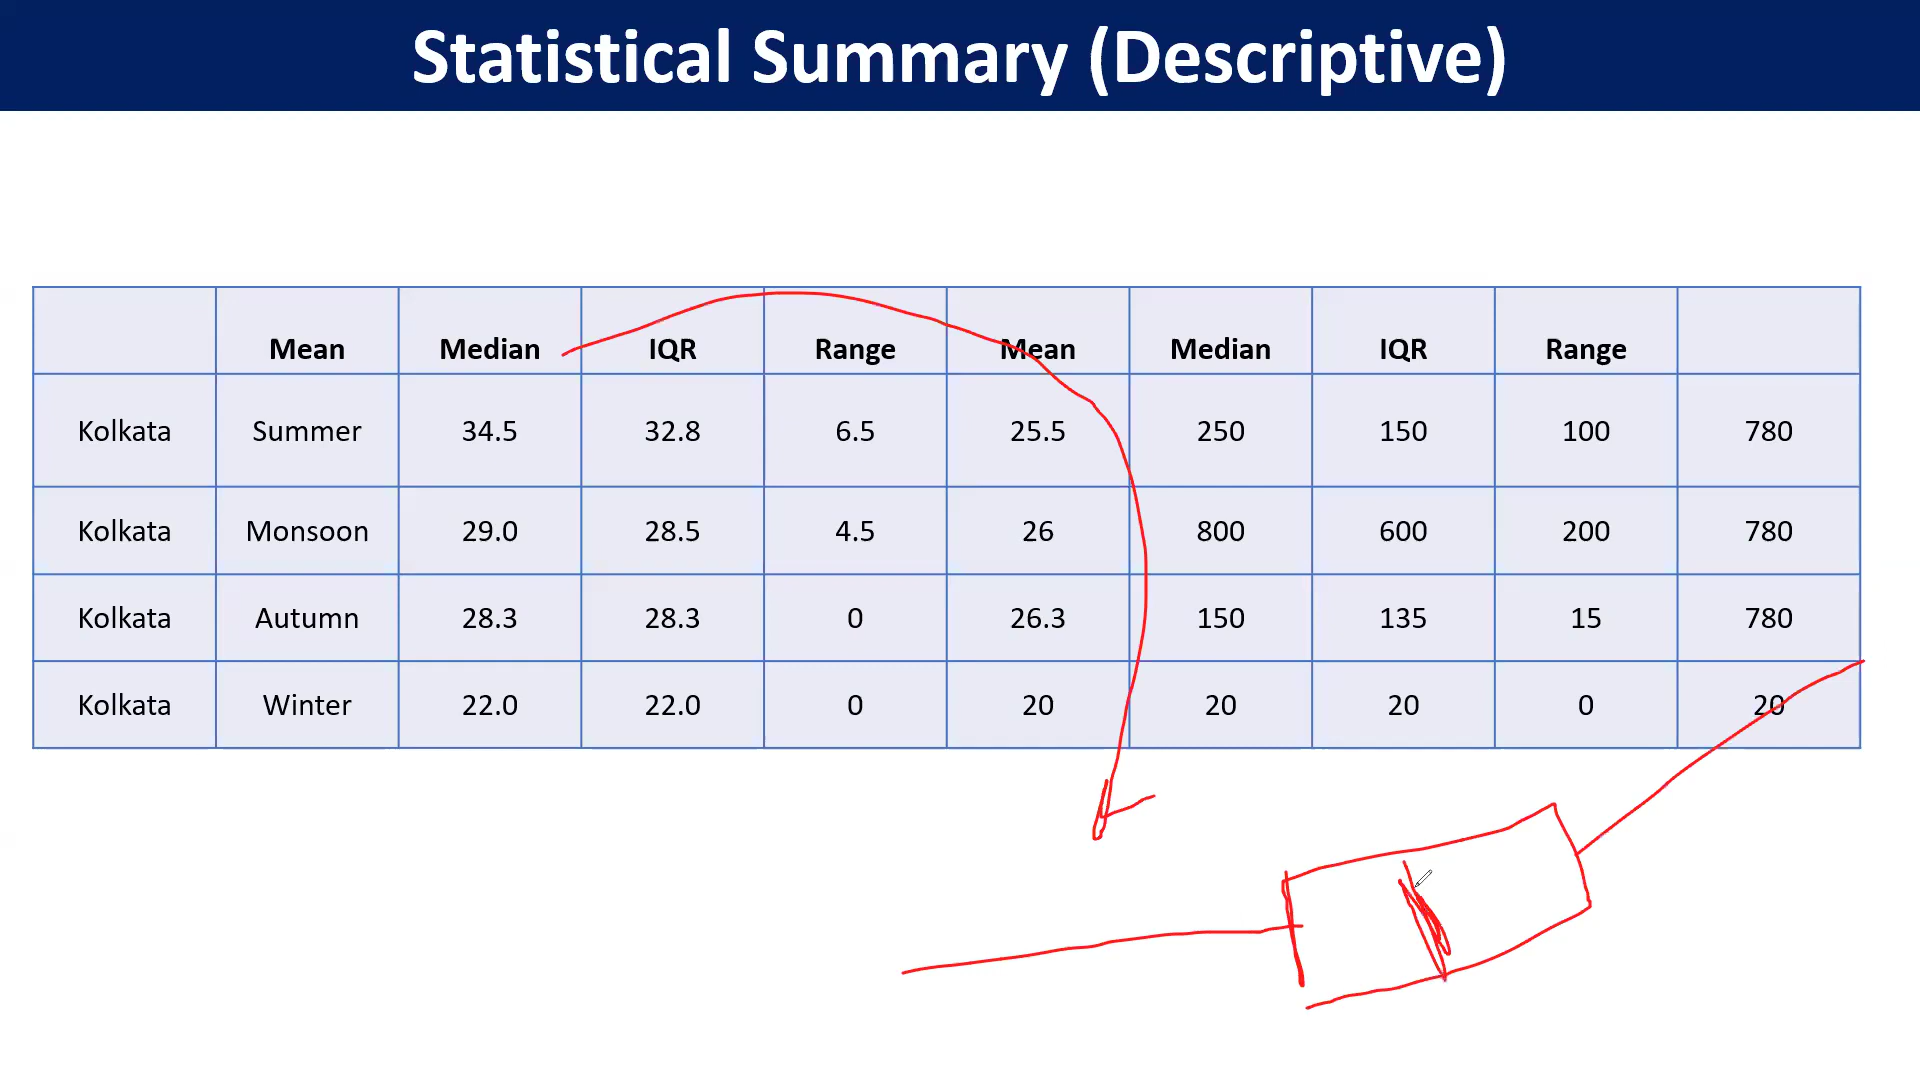 Statistical Summary (Descriptive)
Mean Median IQR Range Mean Median IQR Range
Kolkata Summer 34.5 32.8 6.5 25.5 250 150 100 780
Kolkata Monsoon 29.0 28.5 4.5 26 800 600 200 780
Kolkata Autumn 28.3 28.3 0 26.3 150 135 15 780
Kolkata Winter 22.0 22.0 0 20 20 20 0 20